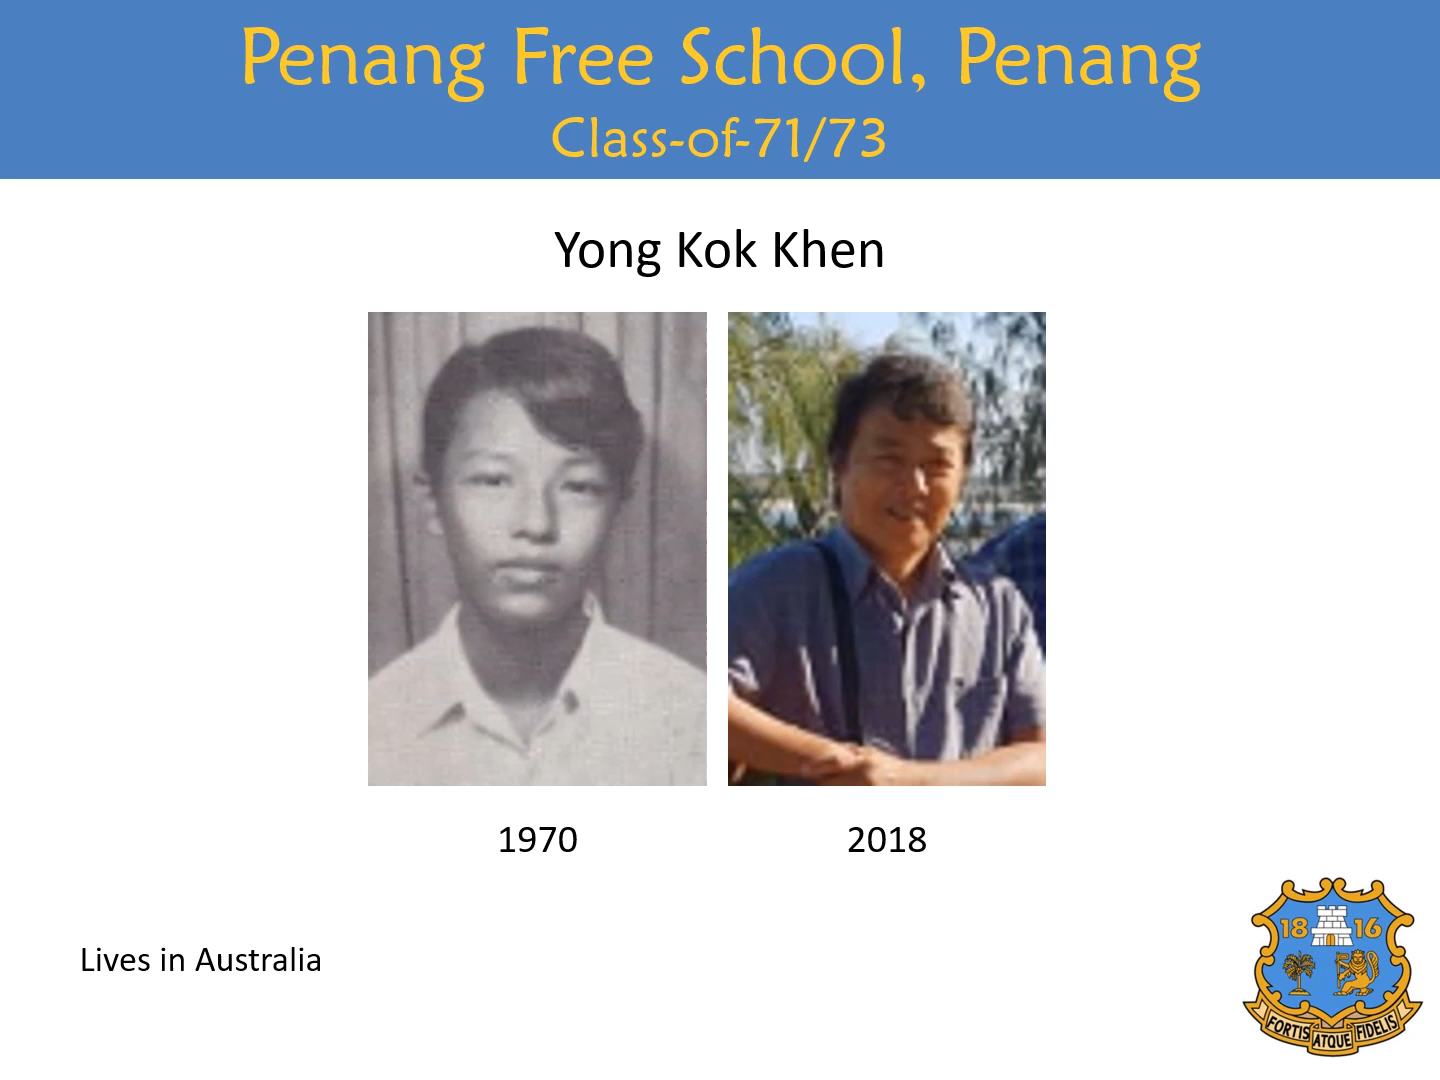 Penang Free School, Penang
Class-of-71/73
Yong Kok Khen
1970
2018
Lives in Australia
18 16
FORTIS ATQUE FIDELIS